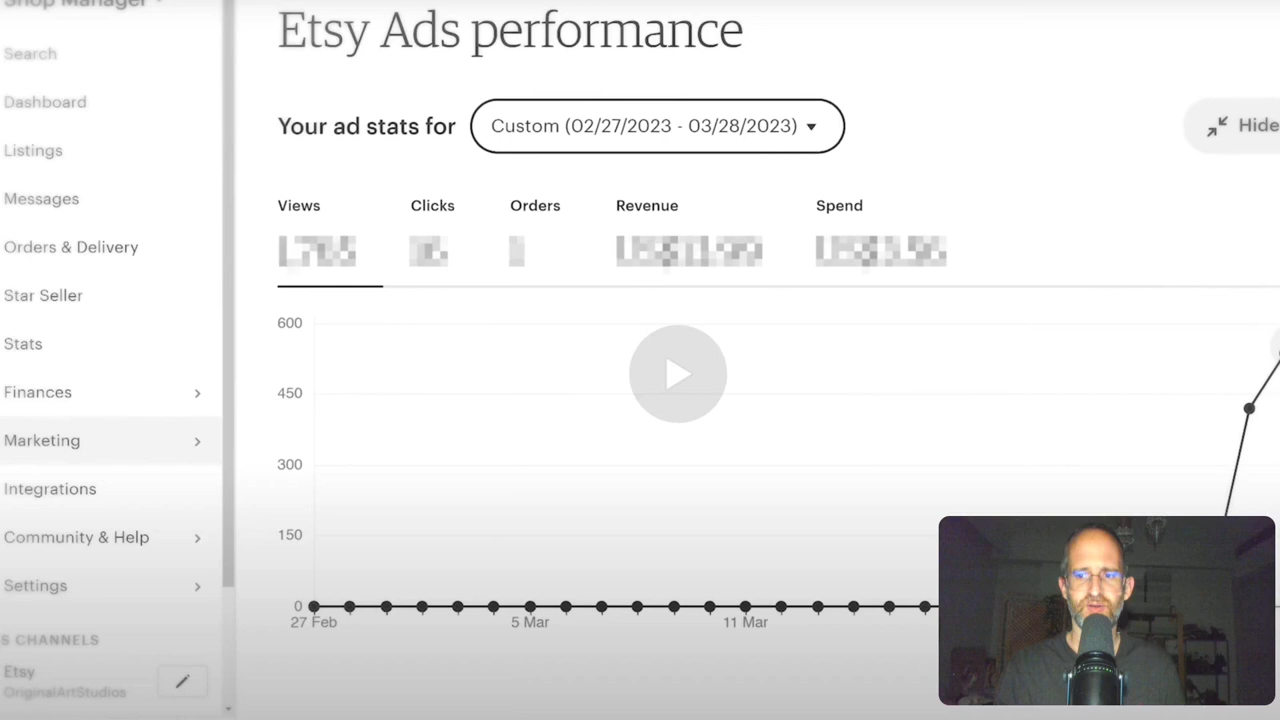 Shop Manager
Search
Dashboard
Listings
Messages
Orders & Delivery
Star Seller
Stats
Finances
Marketing
Integrations
Community & Help
Settings
S CHANNELS
Etsy
OriginalArtStudios
Etsy Ads performance
Your ad stats for
Custom (02/27/2023 - 03/28/2023)
Hide
Views Clicks Orders Revenue Spend
600
450
300
150
0
27 Feb 5 Mar 11 Mar